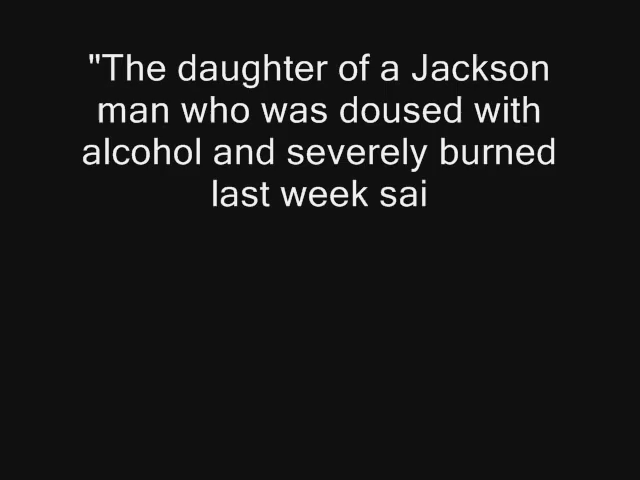 "The daughter of a Jackson
man who was doused with
alcohol and severely burned
last week sai